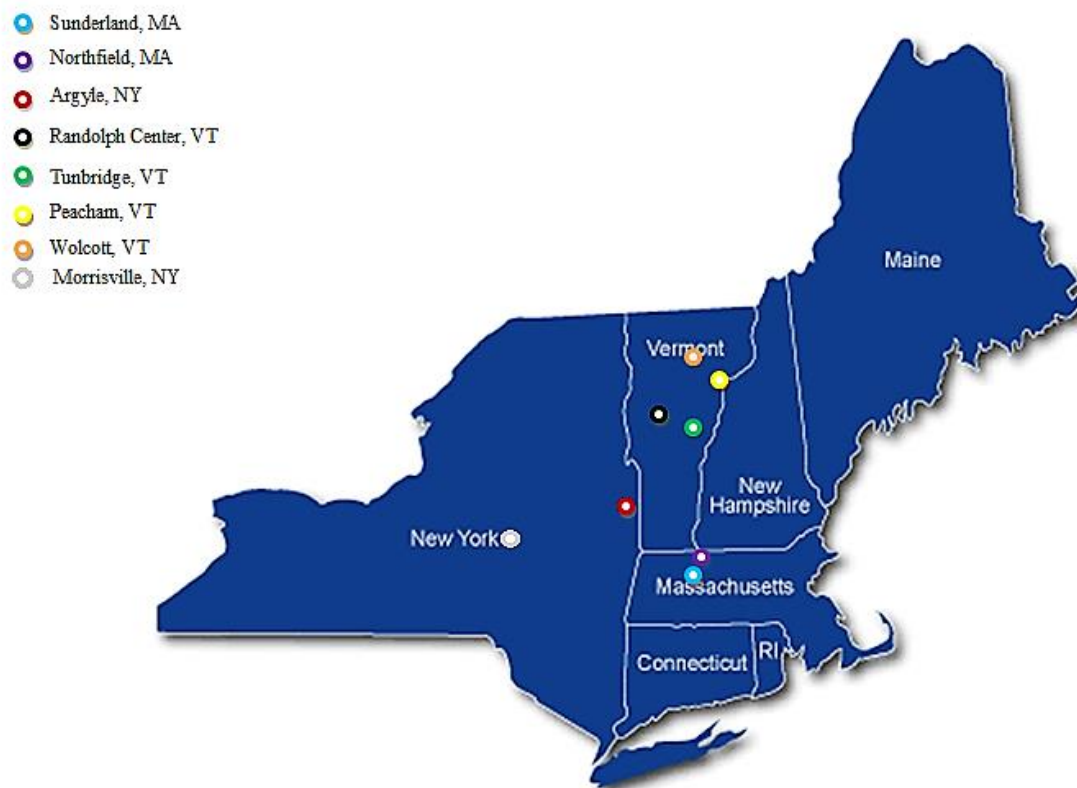 Sunderland, MA
Northfield, MA
Argyle, NY
Randolph Center, VT
Tunbridge, VT
Peacham, VT
Wolcott, VT
Morrisville, NY
Maine
Vermont
New
Hampshire
New York
Massachusetts
Connecticut
RI